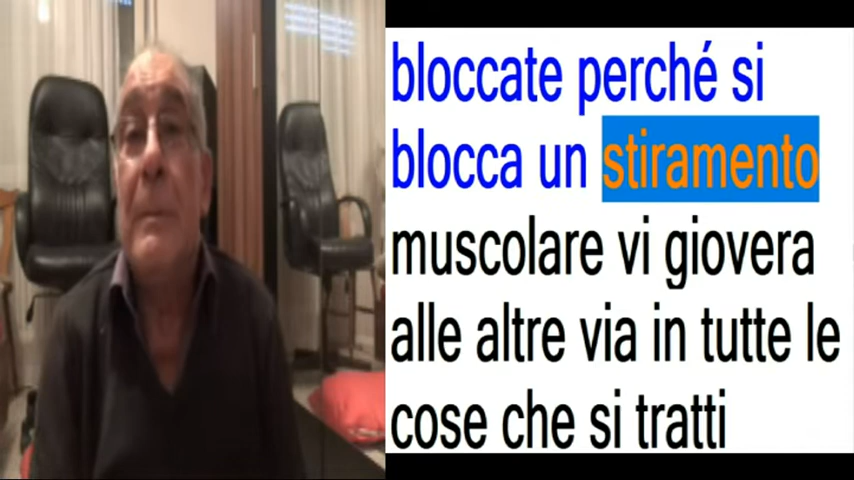 bloccate perché si
blocca un stiramento
muscolare vi giovera
alle altre via in tutte le
cose che si tratti